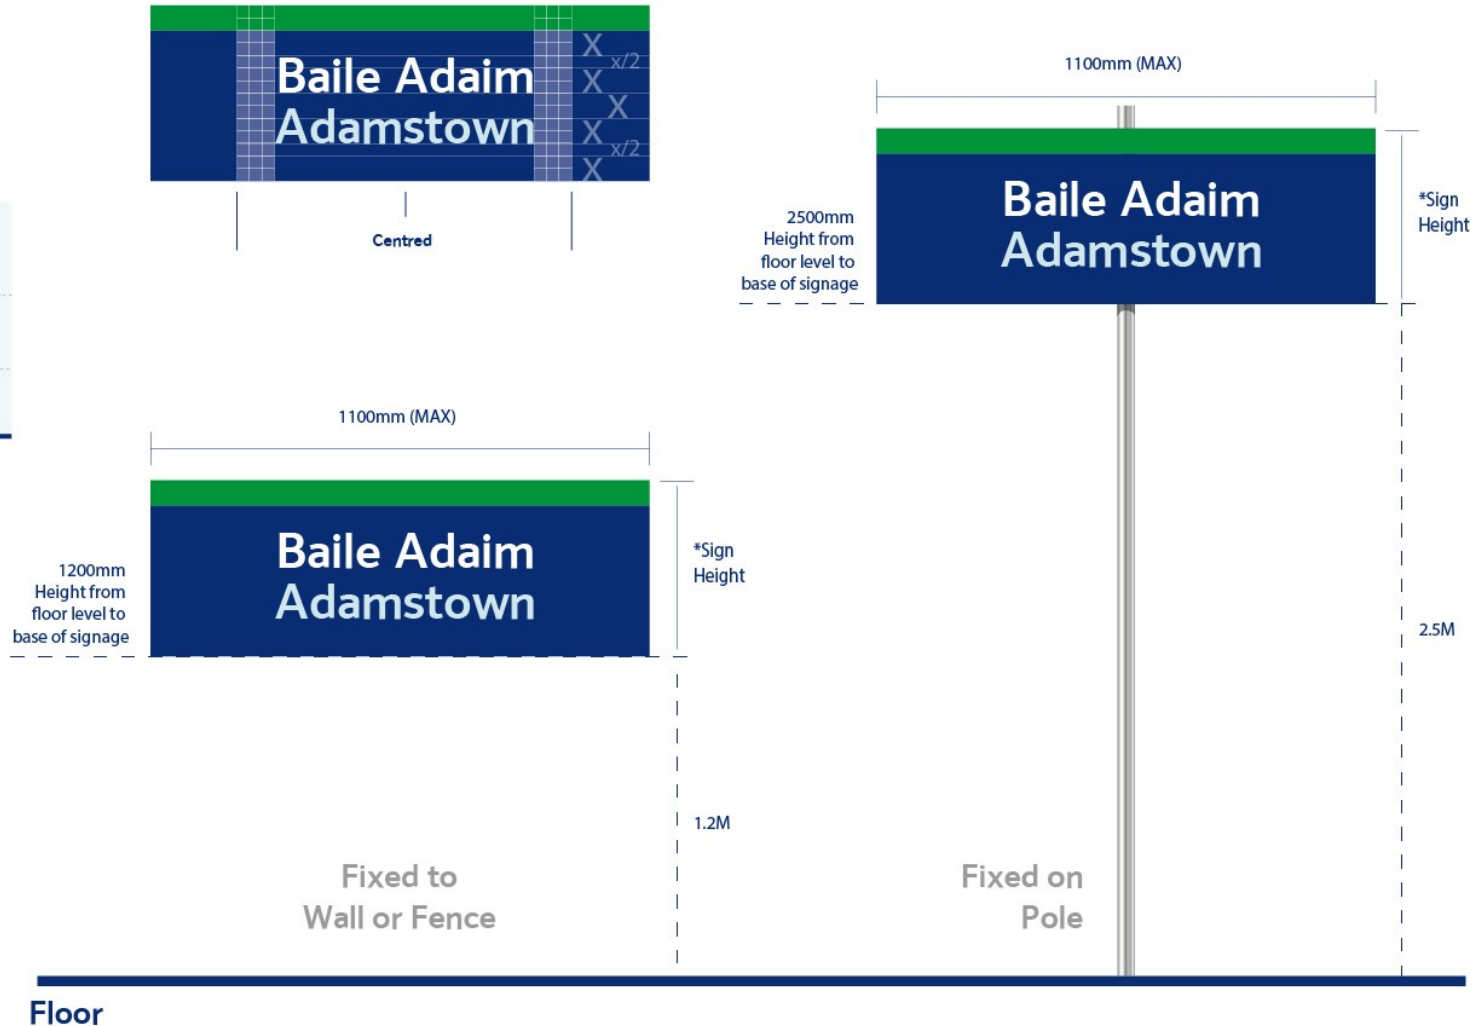 Baile Adaim
Adamstown
X
x/2
X
X
X
x/2
X
Centred
1100mm (MAX)
Baile Adaim
Adamstown
*Sign
Height
2500mm
Height from
floor level to
base of signage
1100mm (MAX)
Baile Adaim
Adamstown
*Sign
Height
1200mm
Height from
floor level to
base of signage
2.5M
1.2M
Fixed to
Wall or Fence
Fixed on
Pole
Floor